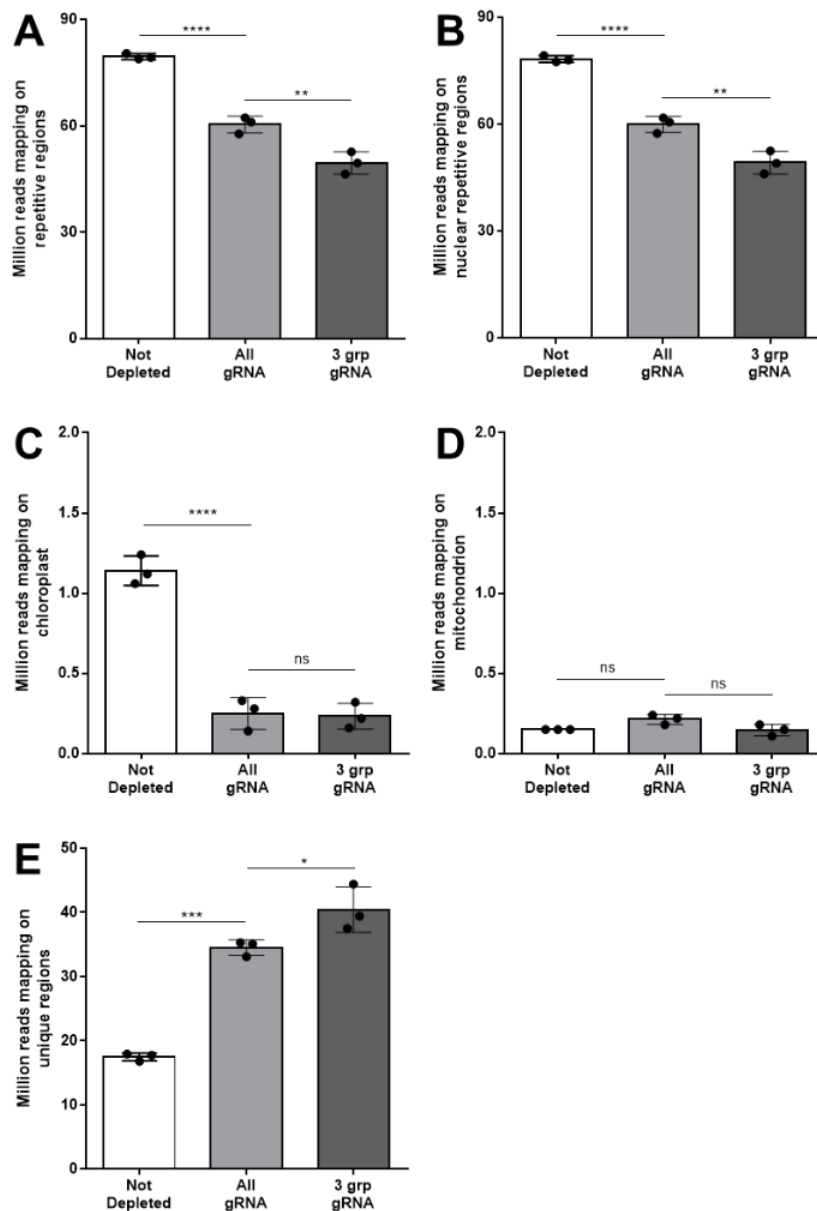 A
Million reads mapping on
repetitive regions
90
60
30
0
****
**
Not
Depleted
All
gRNA
3 grp
gRNA
B
Million reads mapping on
nuclear repetitive regions
90
60
30
0
****
**
Not
Depleted
All
gRNA
3 grp
gRNA
C
Million reads mapping on
chloroplast
2.0
1.5
1.0
0.5
0.0
****
ns
Not
Depleted
All
gRNA
3 grp
gRNA
D
Million reads mapping on
mitochondrion
2.0
1.5
1.0
0.5
0.0
ns
ns
Not
Depleted
All
gRNA
3 grp
gRNA
E
Million reads mapping on
unique regions
50
40
30
20
10
0
***
*
Not
Depleted
All
gRNA
3 grp
gRNA